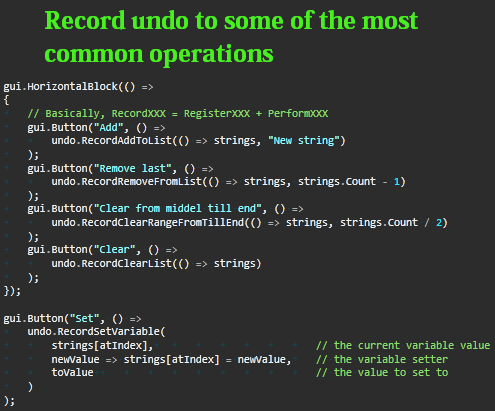 Record undo to some of the most
common operations
gui.HorizontalBlock(() =>
{
// Basically, RecordXXX = RegisterXXX + PerformXXX
gui.Button("Add", () =>
undo.RecordAddToList(() => strings, "New string")
);
gui.Button("Remove last", () =>
undo.RecordRemoveFromList(() => strings, strings.Count - 1)
);
gui.Button("Clear from middel till end", () =>
undo.RecordClearRangeFromTillEnd(() => strings, strings.Count / 2)
);
gui.Button("Clear", () =>
undo.RecordClearList(() => strings)
);
});
gui.Button("Set", () =>
undo.RecordSetVariable(
strings[atIndex], // the current variable value
newValue => strings[atIndex] = newValue, // the variable setter
toValue // the value to set to
)
);